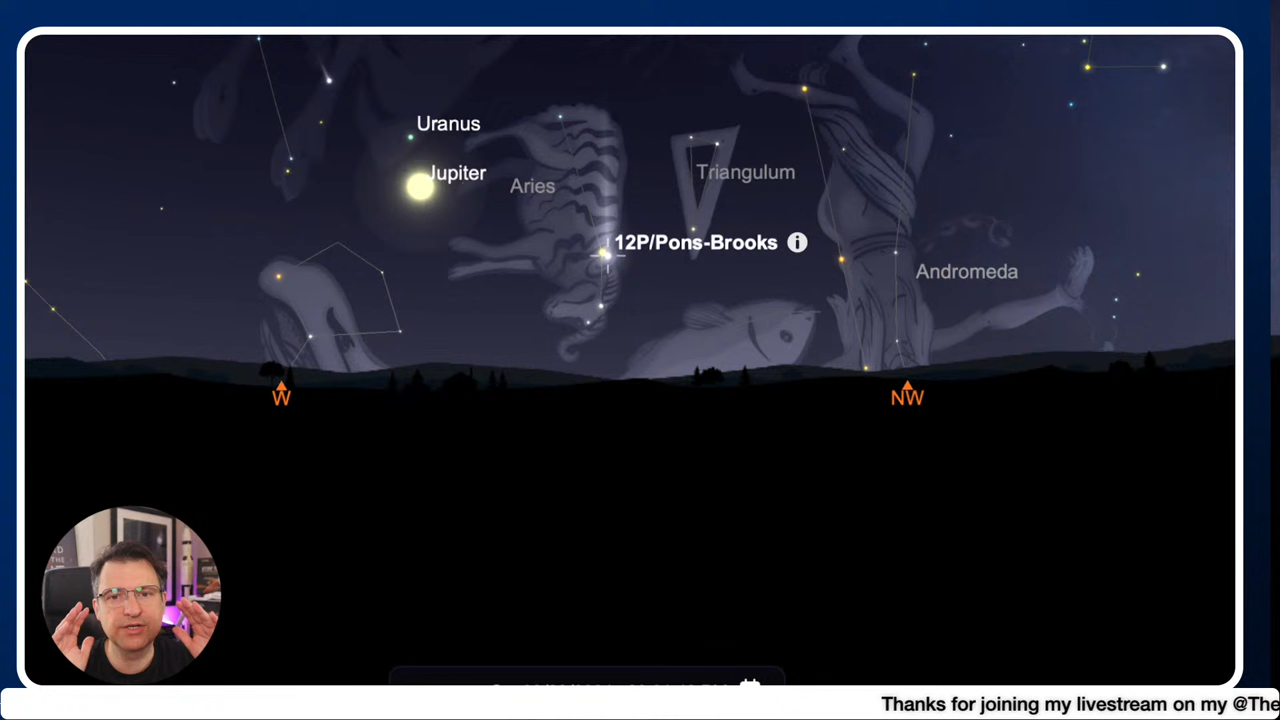 Uranus
Jupiter
Aries
Triangulum
12P/Pons-Brooks
Andromeda
W
NW
Thanks for joining my livestream on my @The